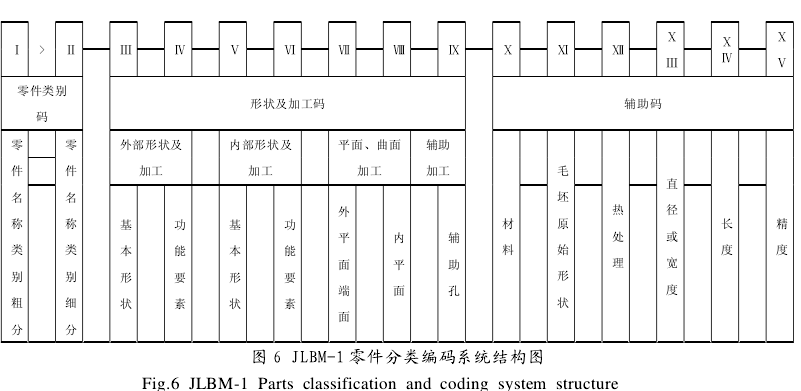 Ⅰ > Ⅱ Ⅲ Ⅳ Ⅴ Ⅵ Ⅶ Ⅷ Ⅸ Ⅹ Ⅺ Ⅻ ⅩⅢ ⅩⅣ ⅩⅤ
零件类别码 形状及加工码 辅助码
外部形状及加工 内部形状及加工 平面、曲面加工 辅助加工
零件名称类别粗分
零件名称类别细分
基本形状
功能要素
基本形状
功能要素
外平面端面
内平面
辅助孔
材料
毛坯原始形状
热处理
直径或宽度
长度
精度
图 6 JLBM-1 零件分类编码系统结构图
Fig.6 JLBM-1 Parts classification and coding system structure